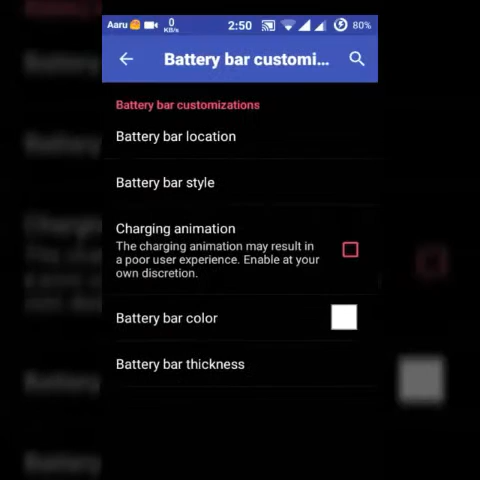 Aaru 0 KB/s 2:50 80%
Battery bar customi...
Battery bar customizations
Battery bar location
Battery bar style
Charging animation
The charging animation may result in
a poor user experience. Enable at your
own discretion.
Battery bar color
Battery bar thickness